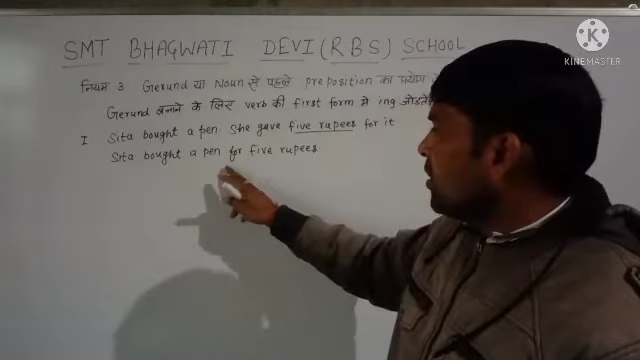 SMT BHAGWATI DEVI (R.B.S) SCHOOL
KINEMASTER
नियम 3 Gerund या Noun से पहले preposition का प्रयोग
Gerund बनाने के लिए verb की first form मे ing जोडते
I Sita bought a pen. She gave five rupees for it
Sita bought a pen for five rupees